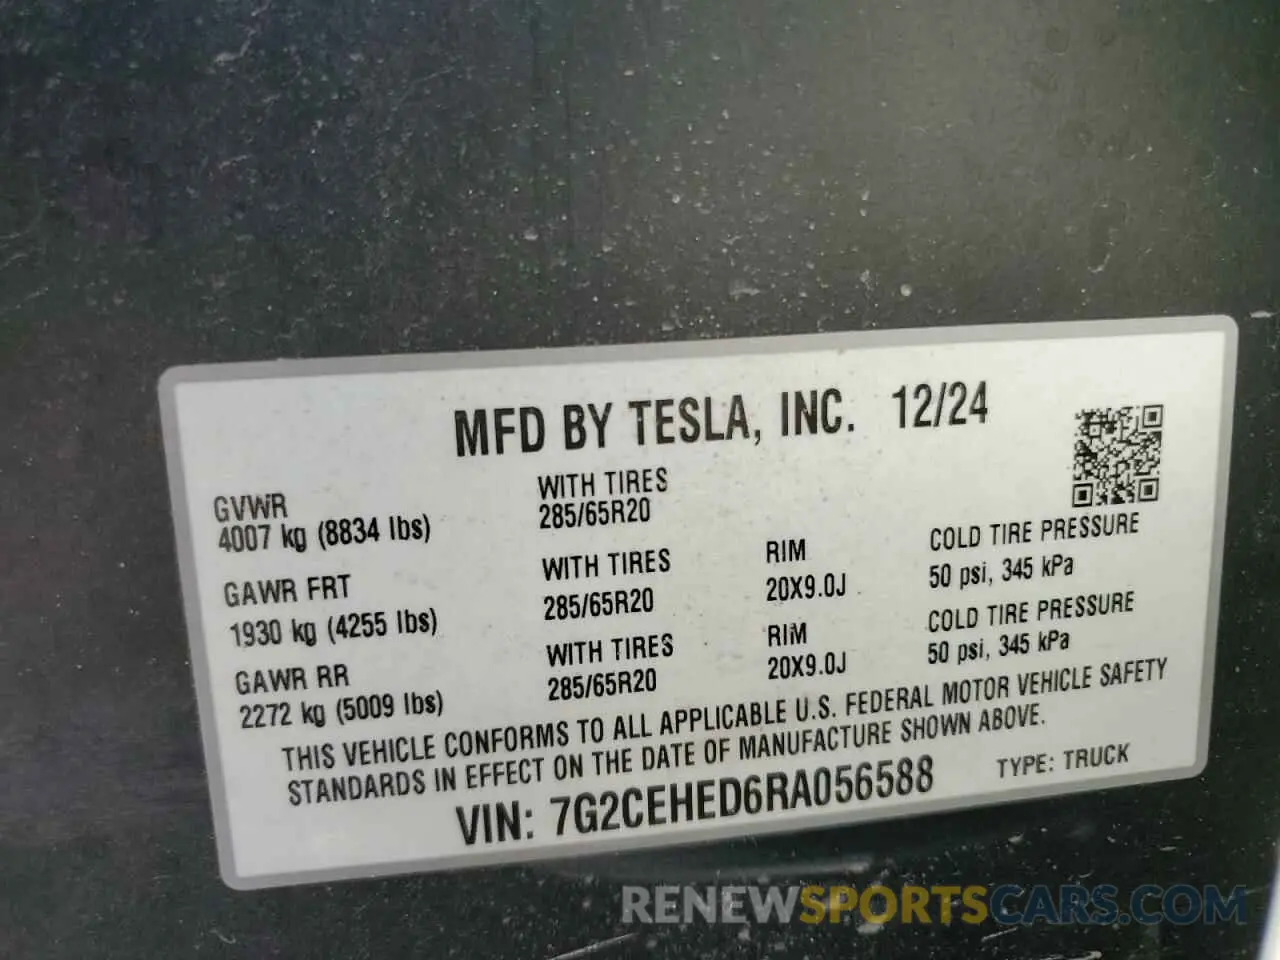 MFD BY TESLA, INC. 12/24
GVWR
4007 kg (8834 lbs)
WITH TIRES
285/65R20
GAWR FRT
1930 kg (4255 lbs)
WITH TIRES
285/65R20
RIM
20X9.0J
COLD TIRE PRESSURE
50 psi, 345 kPa
GAWR RR
2272 kg (5009 lbs)
WITH TIRES
285/65R20
RIM
20X9.0J
COLD TIRE PRESSURE
50 psi, 345 kPa
THIS VEHICLE CONFORMS TO ALL APPLICABLE U.S. FEDERAL MOTOR VEHICLE SAFETY
STANDARDS IN EFFECT ON THE DATE OF MANUFACTURE SHOWN ABOVE.
VIN: 7G2CEHED6RA056588
TYPE: TRUCK
RENEWSPORTSCARS.COM